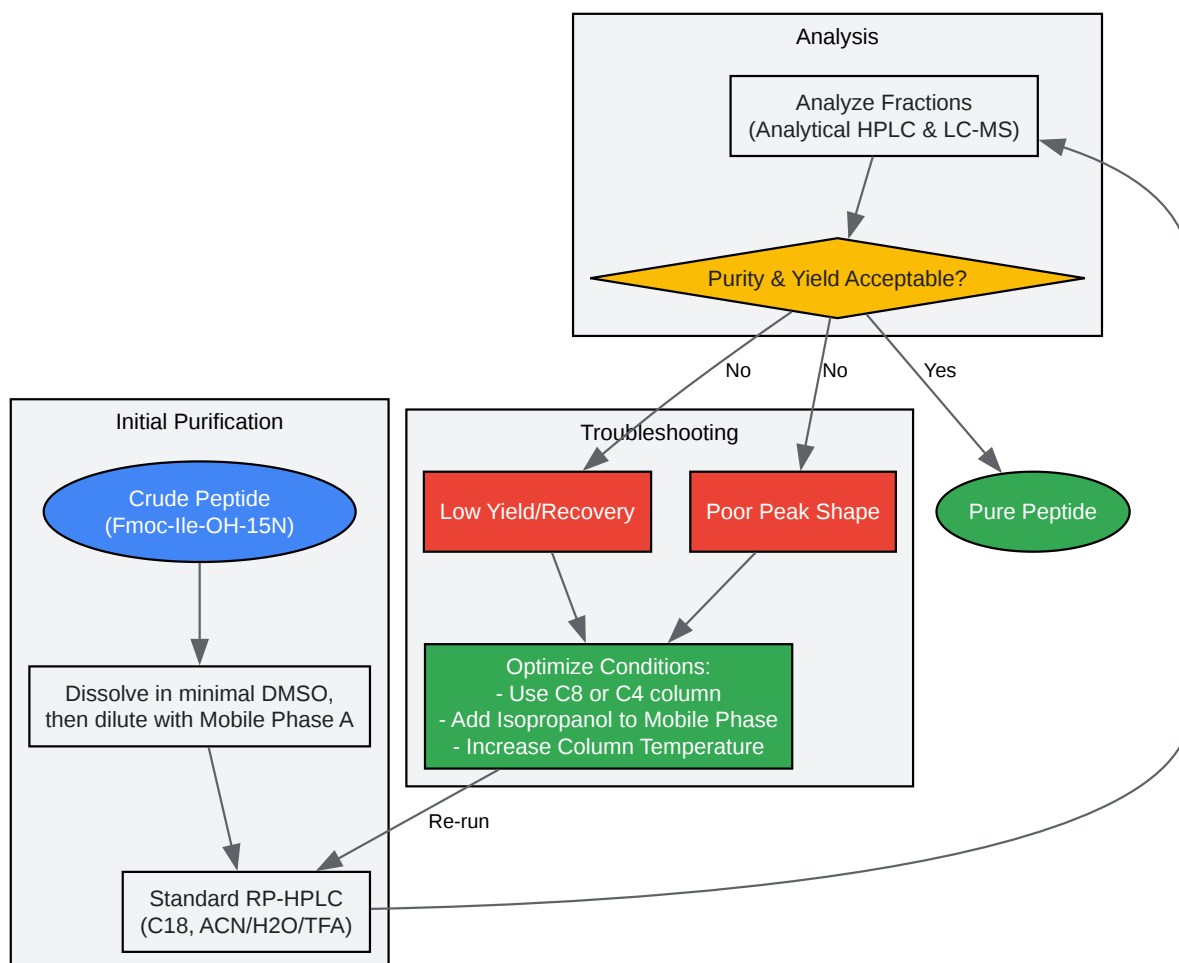 Analysis
Analyze Fractions
(Analytical HPLC & LC-MS)
Purity & Yield Acceptable?
No
No
Yes
Initial Purification
Crude Peptide
(Fmoc-Ile-OH-15N)
Dissolve in minimal DMSO,
then dilute with Mobile Phase A
Standard RP-HPLC
(C18, ACN/H2O/TFA)
Troubleshooting
Low Yield/Recovery
Poor Peak Shape
Optimize Conditions:
- Use C8 or C4 column
- Add Isopropanol to Mobile Phase
- Increase Column Temperature
Re-run
Pure Peptide